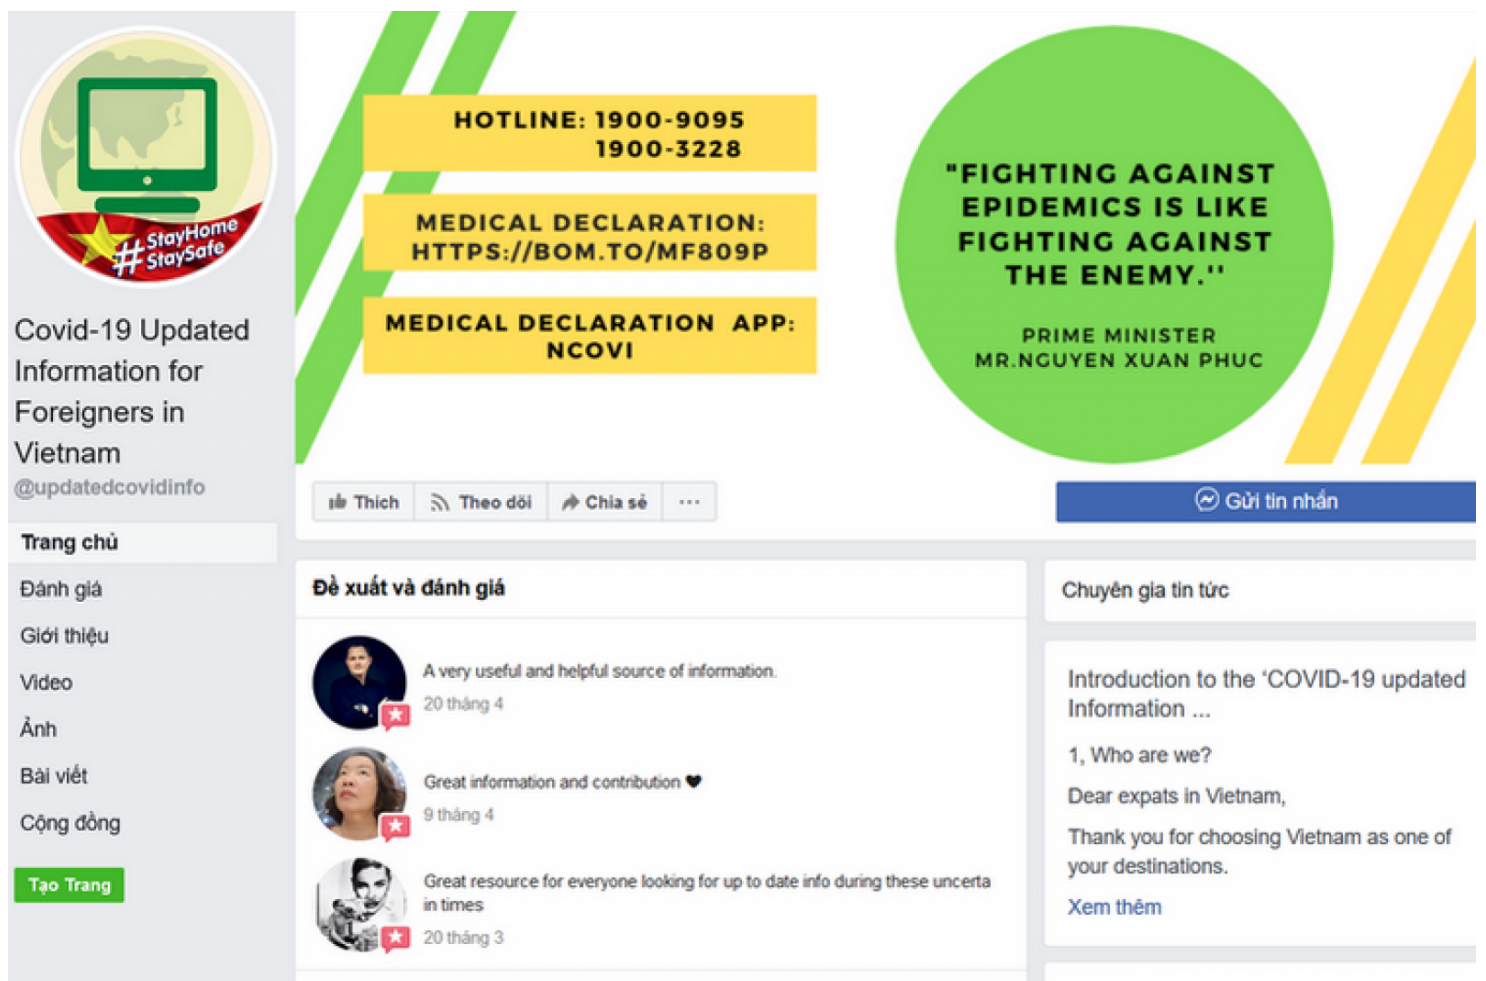 #StayHome
StaySafe
Covid-19 Updated
Information for
Foreigners in
Vietnam
@updatedcovidinfo
Trang chủ
Đánh giá
Giới thiệu
Video
Ảnh
Bài viết
Cộng đồng
Tạo Trang
HOTLINE: 1900-9095
1900-3228
MEDICAL DECLARATION:
HTTPS://BOM.TO/MF809P
MEDICAL DECLARATION APP:
NCOVI
"FIGHTING AGAINST
EPIDEMICS IS LIKE
FIGHTING AGAINST
THE ENEMY.''
PRIME MINISTER
MR.NGUYEN XUAN PHUC
Thích
Theo dõi
Chia sẻ
...
Gửi tin nhắn
Đề xuất và đánh giá
A very useful and helpful source of information.
20 tháng 4
Great information and contribution ♥
9 tháng 4
Great resource for everyone looking for up to date info during these uncerta
in times
20 tháng 3
Chuyên gia tin tức
Introduction to the ‘COVID-19 updated
Information ...
1, Who are we?
Dear expats in Vietnam,
Thank you for choosing Vietnam as one of
your destinations.
Xem thêm